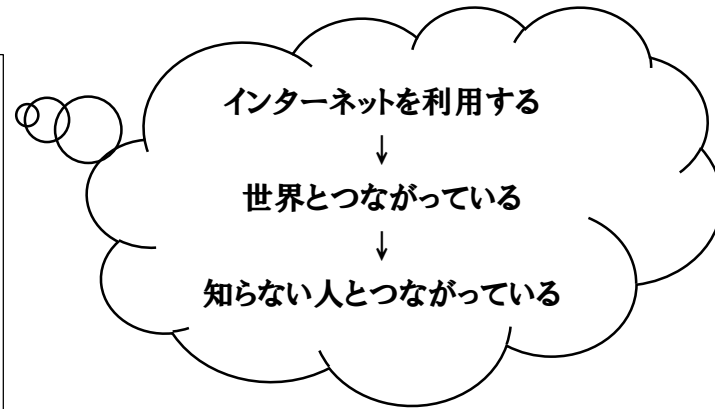 インターネットを利用する
↓
世界とつながっている
↓
知らない人とつながっている